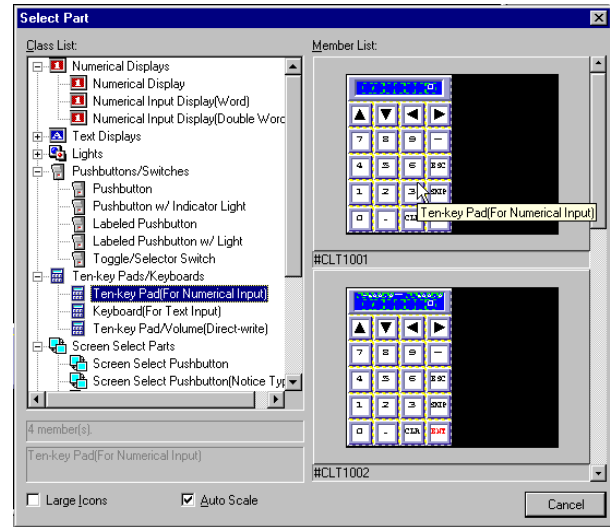 Select Part
Class List:
Numerical Displays
Numerical Display
Numerical Input Display(Word)
Numerical Input Display(Double Word
Text Displays
Lights
Pushbuttons/Switches
Pushbutton
Pushbutton w/ Indicator Light
Labeled Pushbutton
Labeled Pushbutton w/ Light
Toggle/Selector Switch
Ten-key Pads/Keyboards
Ten-key Pad(For Numerical Input)
Keyboard(For Text Input)
Ten-key Pad/Volume(Direct-write)
Screen Select Parts
Screen Select Pushbutton
Screen Select Pushbutton(Notice Typ
4 member(s).
Ten-key Pad(For Numerical Input)
Large Icons
Auto Scale
Member List:
7 8 9 -
4 5 6 ESC
1 2 3 SKIP
Ten-key Pad(For Numerical Input)
0 .
#CLT1001
7 8 9 -
4 5 6 ESC
1 2 3 SKIP
0 . CLR ENT
#CLT1002
Cancel